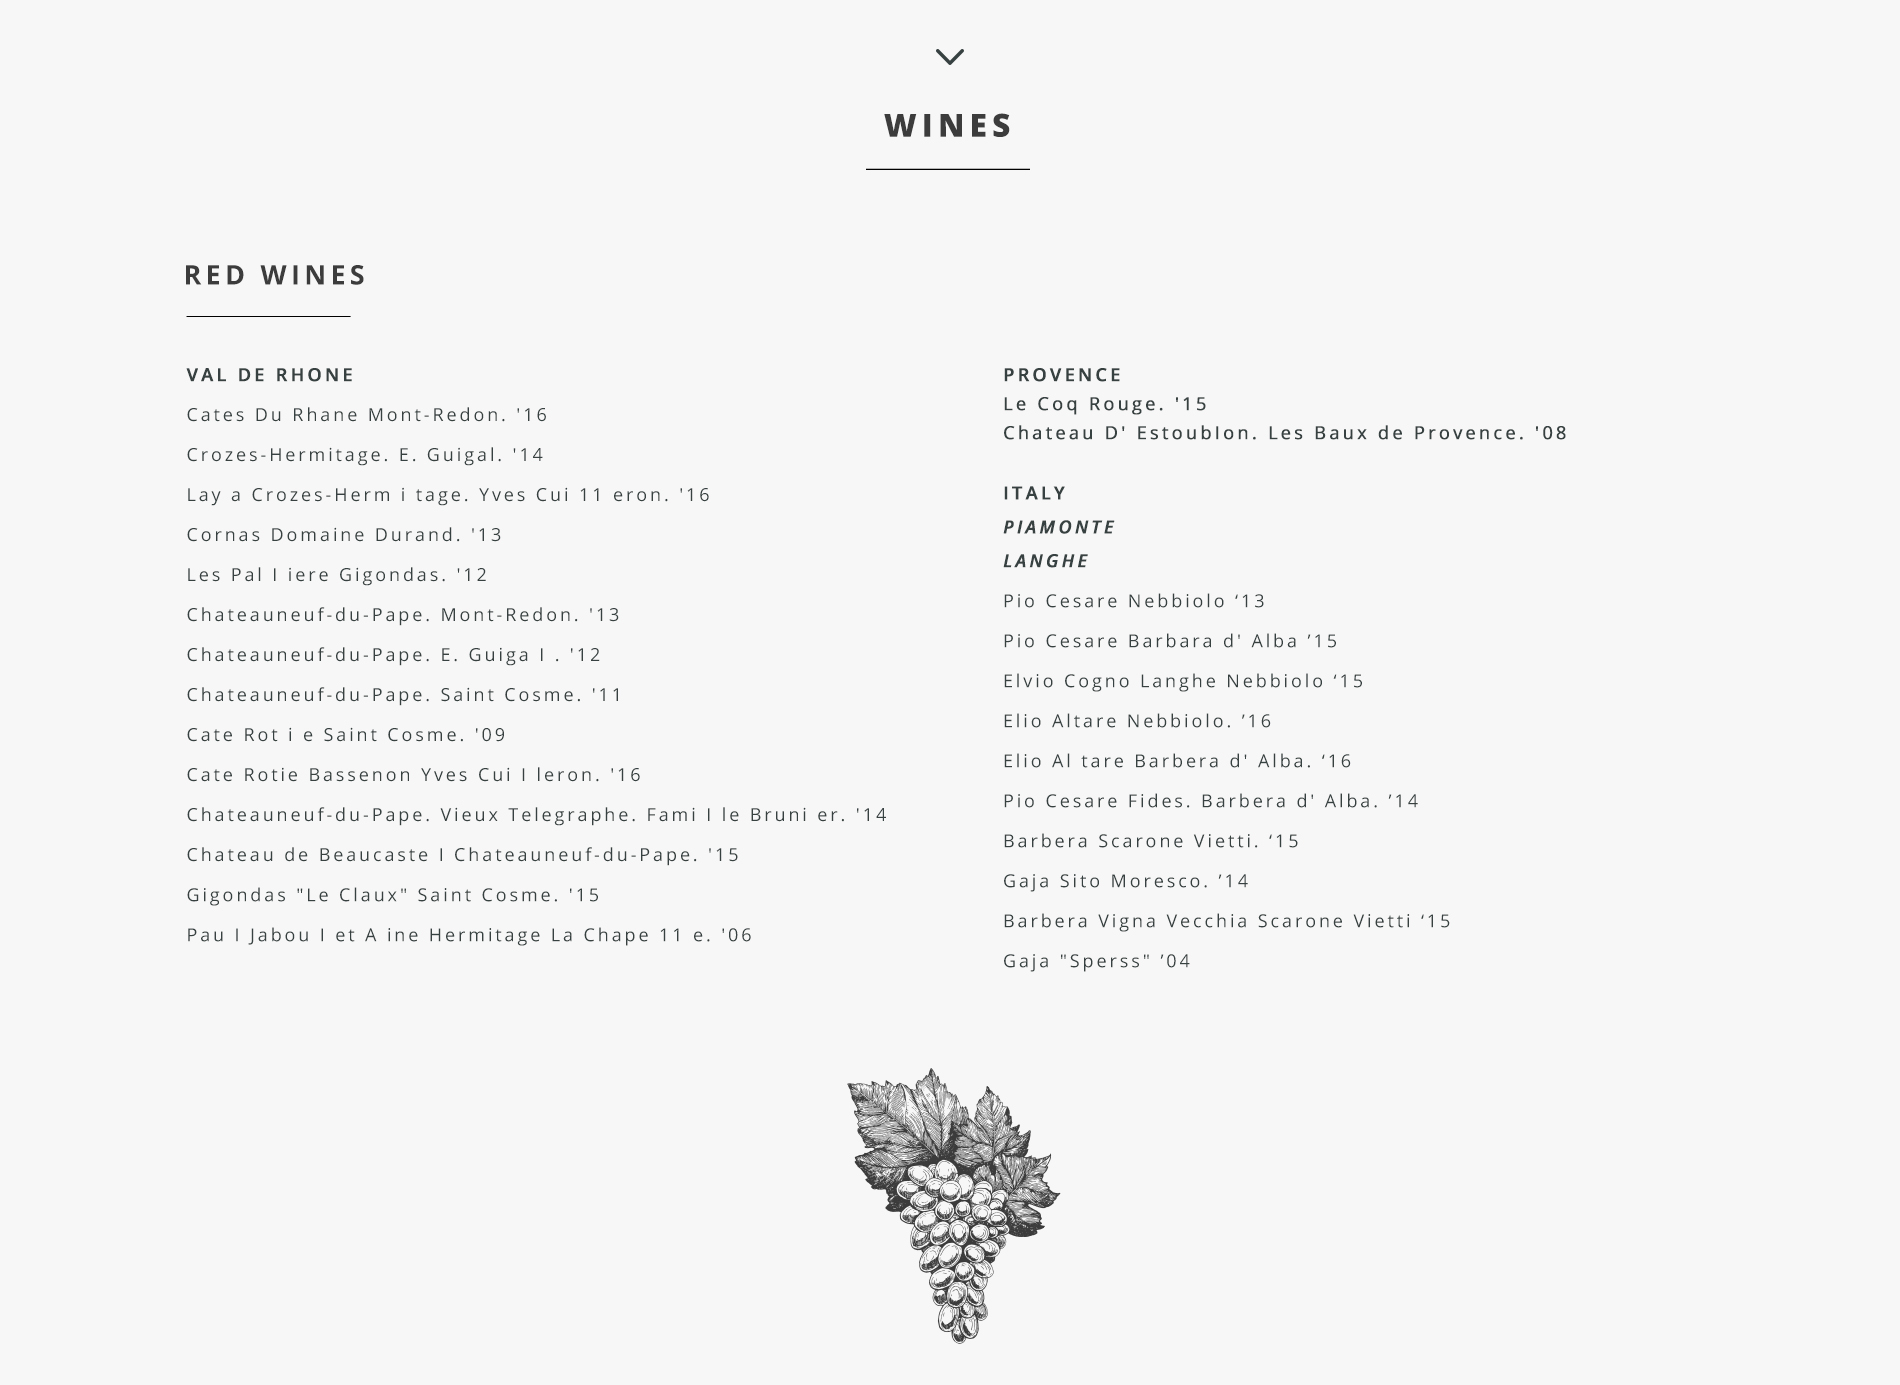 WINES
RED WINES
VAL DE RHONE
Cates Du Rhane Mont-Redon. '16
Crozes-Hermitage. E. Guigal. '14
Lay a Crozes-Herm i tage. Yves Cui 11 eron. '16
Cornas Domaine Durand. '13
Les Pal I iere Gigondas. '12
Chateauneuf-du-Pape. Mont-Redon. '13
Chateauneuf-du-Pape. E. Guiga I . '12
Chateauneuf-du-Pape. Saint Cosme. '11
Cate Rot i e Saint Cosme. '09
Cate Rotie Bassenon Yves Cui I leron. '16
Chateauneuf-du-Pape. Vieux Telegraphe. Fami I le Bruni er. '14
Chateau de Beaucaste I Chateauneuf-du-Pape. '15
Gigondas "Le Claux" Saint Cosme. '15
Pau I Jabou I et A ine Hermitage La Chape 11 e. '06
PROVENCE
Le Coq Rouge. '15
Chateau D' EstoubIon. Les Baux de Provence. '08
ITALY
PIAMONTE
LANGHE
Pio Cesare Nebbiolo ‘13
Pio Cesare Barbara d' Alba ’15
Elvio Cogno Langhe Nebbiolo ‘15
Elio Altare Nebbiolo. ’16
Elio Al tare Barbera d' Alba. ‘16
Pio Cesare Fides. Barbera d' Alba. ’14
Barbera Scarone Vietti. ‘15
Gaja Sito Moresco. ’14
Barbera Vigna Vecchia Scarone Vietti ‘15
Gaja "Sperss" ’04